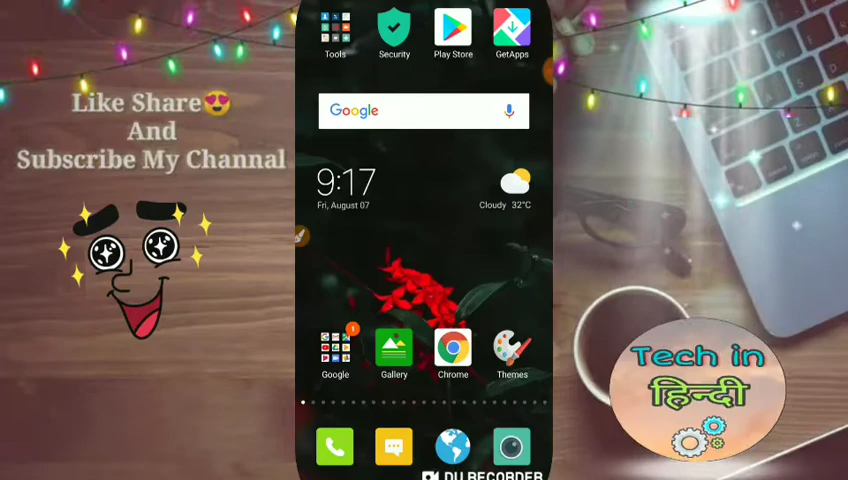 Like Share😍
And
Subscribe My Channal
Tools
Security
Play Store
GetApps
Google
9:17
Fri, August 07
Cloudy 32°C
1
Google
Gallery
Chrome
Themes
DU RECORDER
Tech in
हिन्दी